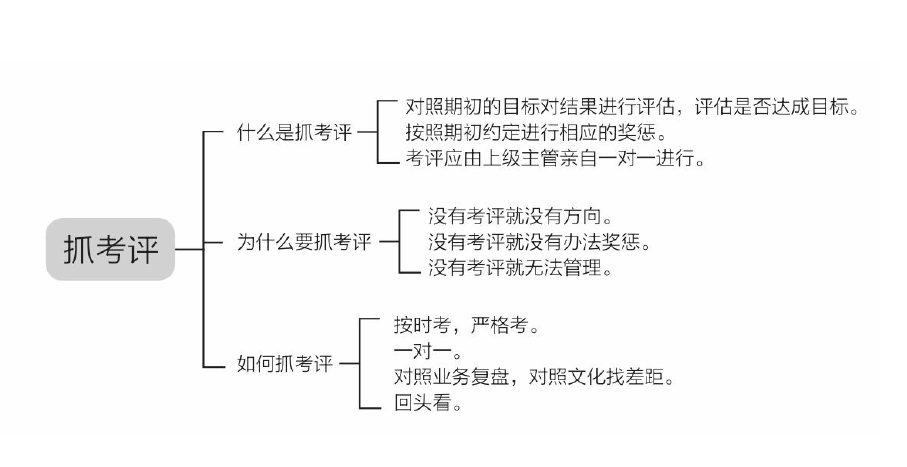 抓考评
什么是抓考评
对照期初的目标对结果进行评估，评估是否达成目标。
按照期初约定进行相应的奖惩。
考评应由上级主管亲自一对一进行。
为什么要抓考评
没有考评就没有方向。
没有考评就没有办法奖惩。
没有考评就无法管理。
如何抓考评
按时考，严格考。
一对一。
对照业务复盘，对照文化找差距。
回头看。